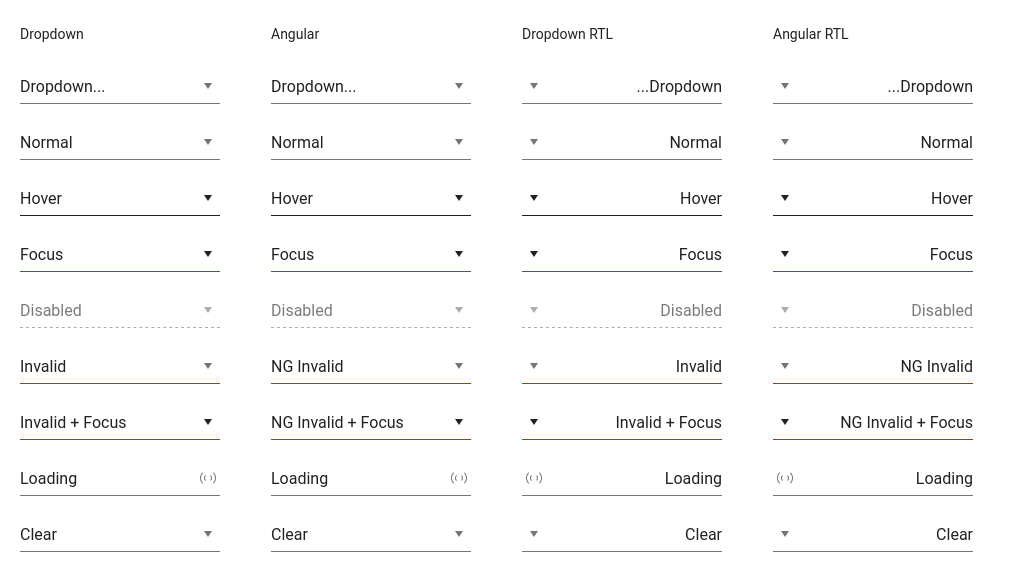 Dropdown Angular Dropdown RTL Angular RTL
Dropdown... Dropdown... ...Dropdown ...Dropdown
Normal Normal Normal Normal
Hover Hover Hover Hover
Focus Focus Focus Focus
Disabled Disabled Disabled Disabled
Invalid NG Invalid Invalid NG Invalid
Invalid + Focus NG Invalid + Focus Invalid + Focus NG Invalid + Focus
Loading Loading Loading Loading
Clear Clear Clear Clear